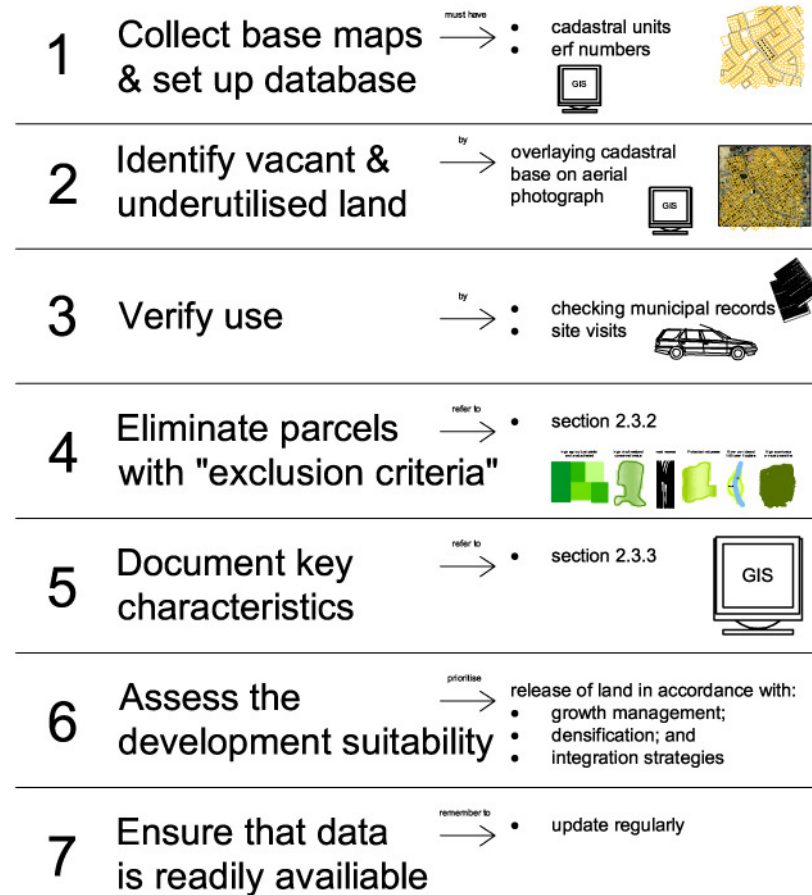 1
Collect base maps
& set up database
must have
• cadastral units
• erf numbers
GIS
2
Identify vacant &
underutilised land
by
overlaying cadastral
base on aerial
photograph
GIS
3
Verify use
by
• checking municipal records
• site visits
4
Eliminate parcels
with "exclusion criteria"
refer to
• section 2.3.2
5
Document key
characteristics
refer to
• section 2.3.3
GIS
6
Assess the
development suitability
prioritise
release of land in accordance with:
• growth management;
• densification; and
• integration strategies
7
Ensure that data
is readily availiable
remember to
• update regularly